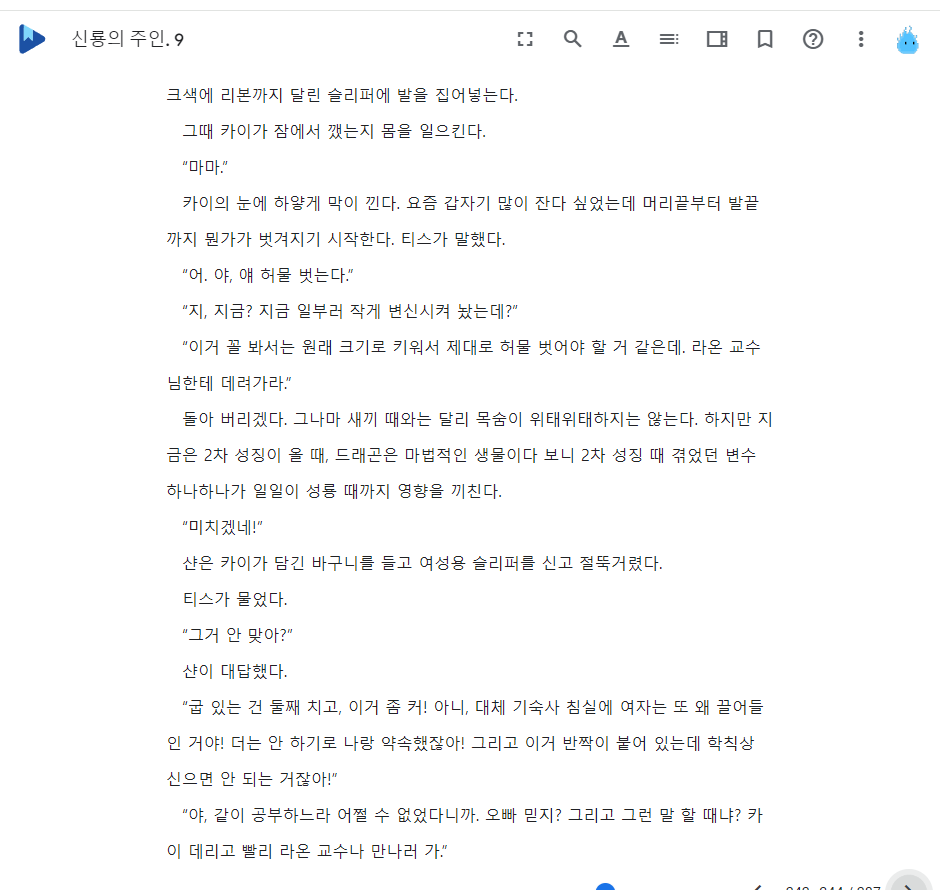 신룡의 주인. 9
크색에 리본까지 달린 슬리퍼에 발을 집어넣는다.
그때 카이가 잠에서 깼는지 몸을 일으킨다.
“마마.”
카이의 눈에 하얗게 막이 낀다. 요즘 갑자기 많이 잔다 싶었는데 머리끝부터 발끝
까지 뭔가가 벗겨지기 시작한다. 티스가 말했다.
“어. 야, 얘 허물 벗는다.”
“지, 지금? 지금 일부러 작게 변신시켜 놨는데?”
“이거 꼴 봐서는 원래 크기로 키워서 제대로 허물 벗어야 할 거 같은데. 라온 교수
님한테 데려가라.”
돌아 버리겠다. 그나마 새끼 때와는 달리 목숨이 위태위태하지는 않는다. 하지만 지
금은 2차 성징이 올 때, 드래곤은 마법적인 생물이다 보니 2차 성징 때 겪었던 변수
하나하나가 일일이 성룡 때까지 영향을 끼친다.
“미치겠네!”
샨은 카이가 담긴 바구니를 들고 여성용 슬리퍼를 신고 절뚝거렸다.
티스가 물었다.
“그거 안 맞아?”
샨이 대답했다.
“굽 있는 건 둘째 치고, 이거 좀 커! 아니, 대체 기숙사 침실에 여자는 또 왜 끌어들
인 거야! 더는 안 하기로 나랑 약속했잖아! 그리고 이거 반짝이 붙어 있는데 학칙상
신으면 안 되는 거잖아!”
“야, 같이 공부하느라 어쩔 수 없었다니까. 오빠 믿지? 그리고 그런 말 할 때냐? 카
이 데리고 빨리 라온 교수나 만나러 가.”